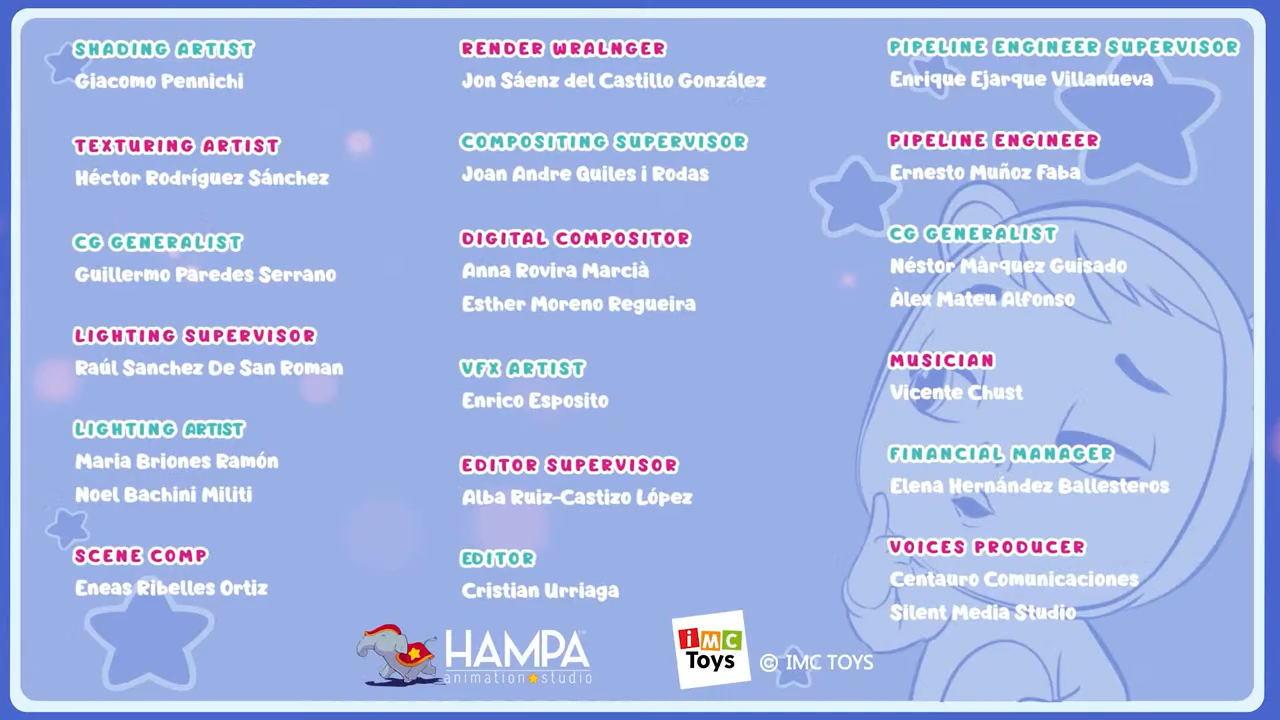 SHADING ARTIST
Giacomo Pennichi
TEXTURING ARTIST
Héctor Rodríguez Sánchez
CG GENERALIST
Guillermo Paredes Serrano
LIGHTING SUPERVISOR
Raúl Sanchez De San Roman
LIGHTING ARTIST
Maria Briones Ramón
Noel Bachini Militi
SCENE COMP
Eneas Ribelles Ortiz
RENDER WRALNGER
Jon Sáenz del Castillo González
COMPOSITING SUPERVISOR
Joan Andre Quiles i Rodas
DIGITAL COMPOSITOR
Anna Rovira Marcià
Esther Moreno Regueira
VFX ARTIST
Enrico Esposito
EDITOR SUPERVISOR
Alba Ruiz-Castizo López
EDITOR
Cristian Urriaga
PIPELINE ENGINEER SUPERVISOR
Enrique Ejarque Villanueva
PIPELINE ENGINEER
Ernesto Muñoz Faba
CG GENERALIST
Néstor Màrquez Guisado
Àlex Mateu Alfonso
MUSICIAN
Vicente Chust
FINANCIAL MANAGER
Elena Hernández Ballesteros
VOICES PRODUCER
Centauro Comunicaciones
Silent Media Studio
HAMPA™
animation studio
iMC
Toys
© IMC TOYS